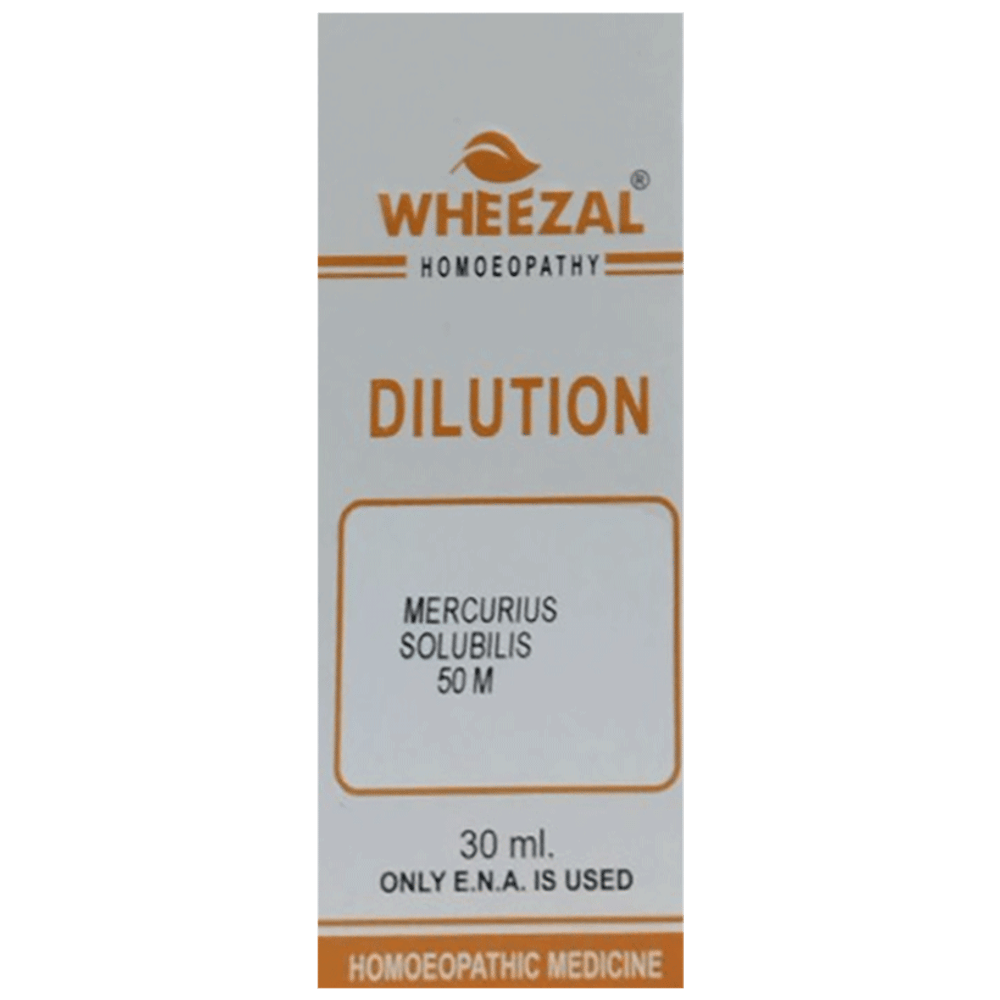 WHEEZAL®
HOMOEOPATHY
DILUTION
MERCURIUS
SOLUBILIS
50 M
30 ml.
ONLY E.N.A. IS USED
HOMOEOPATHIC MEDICINE